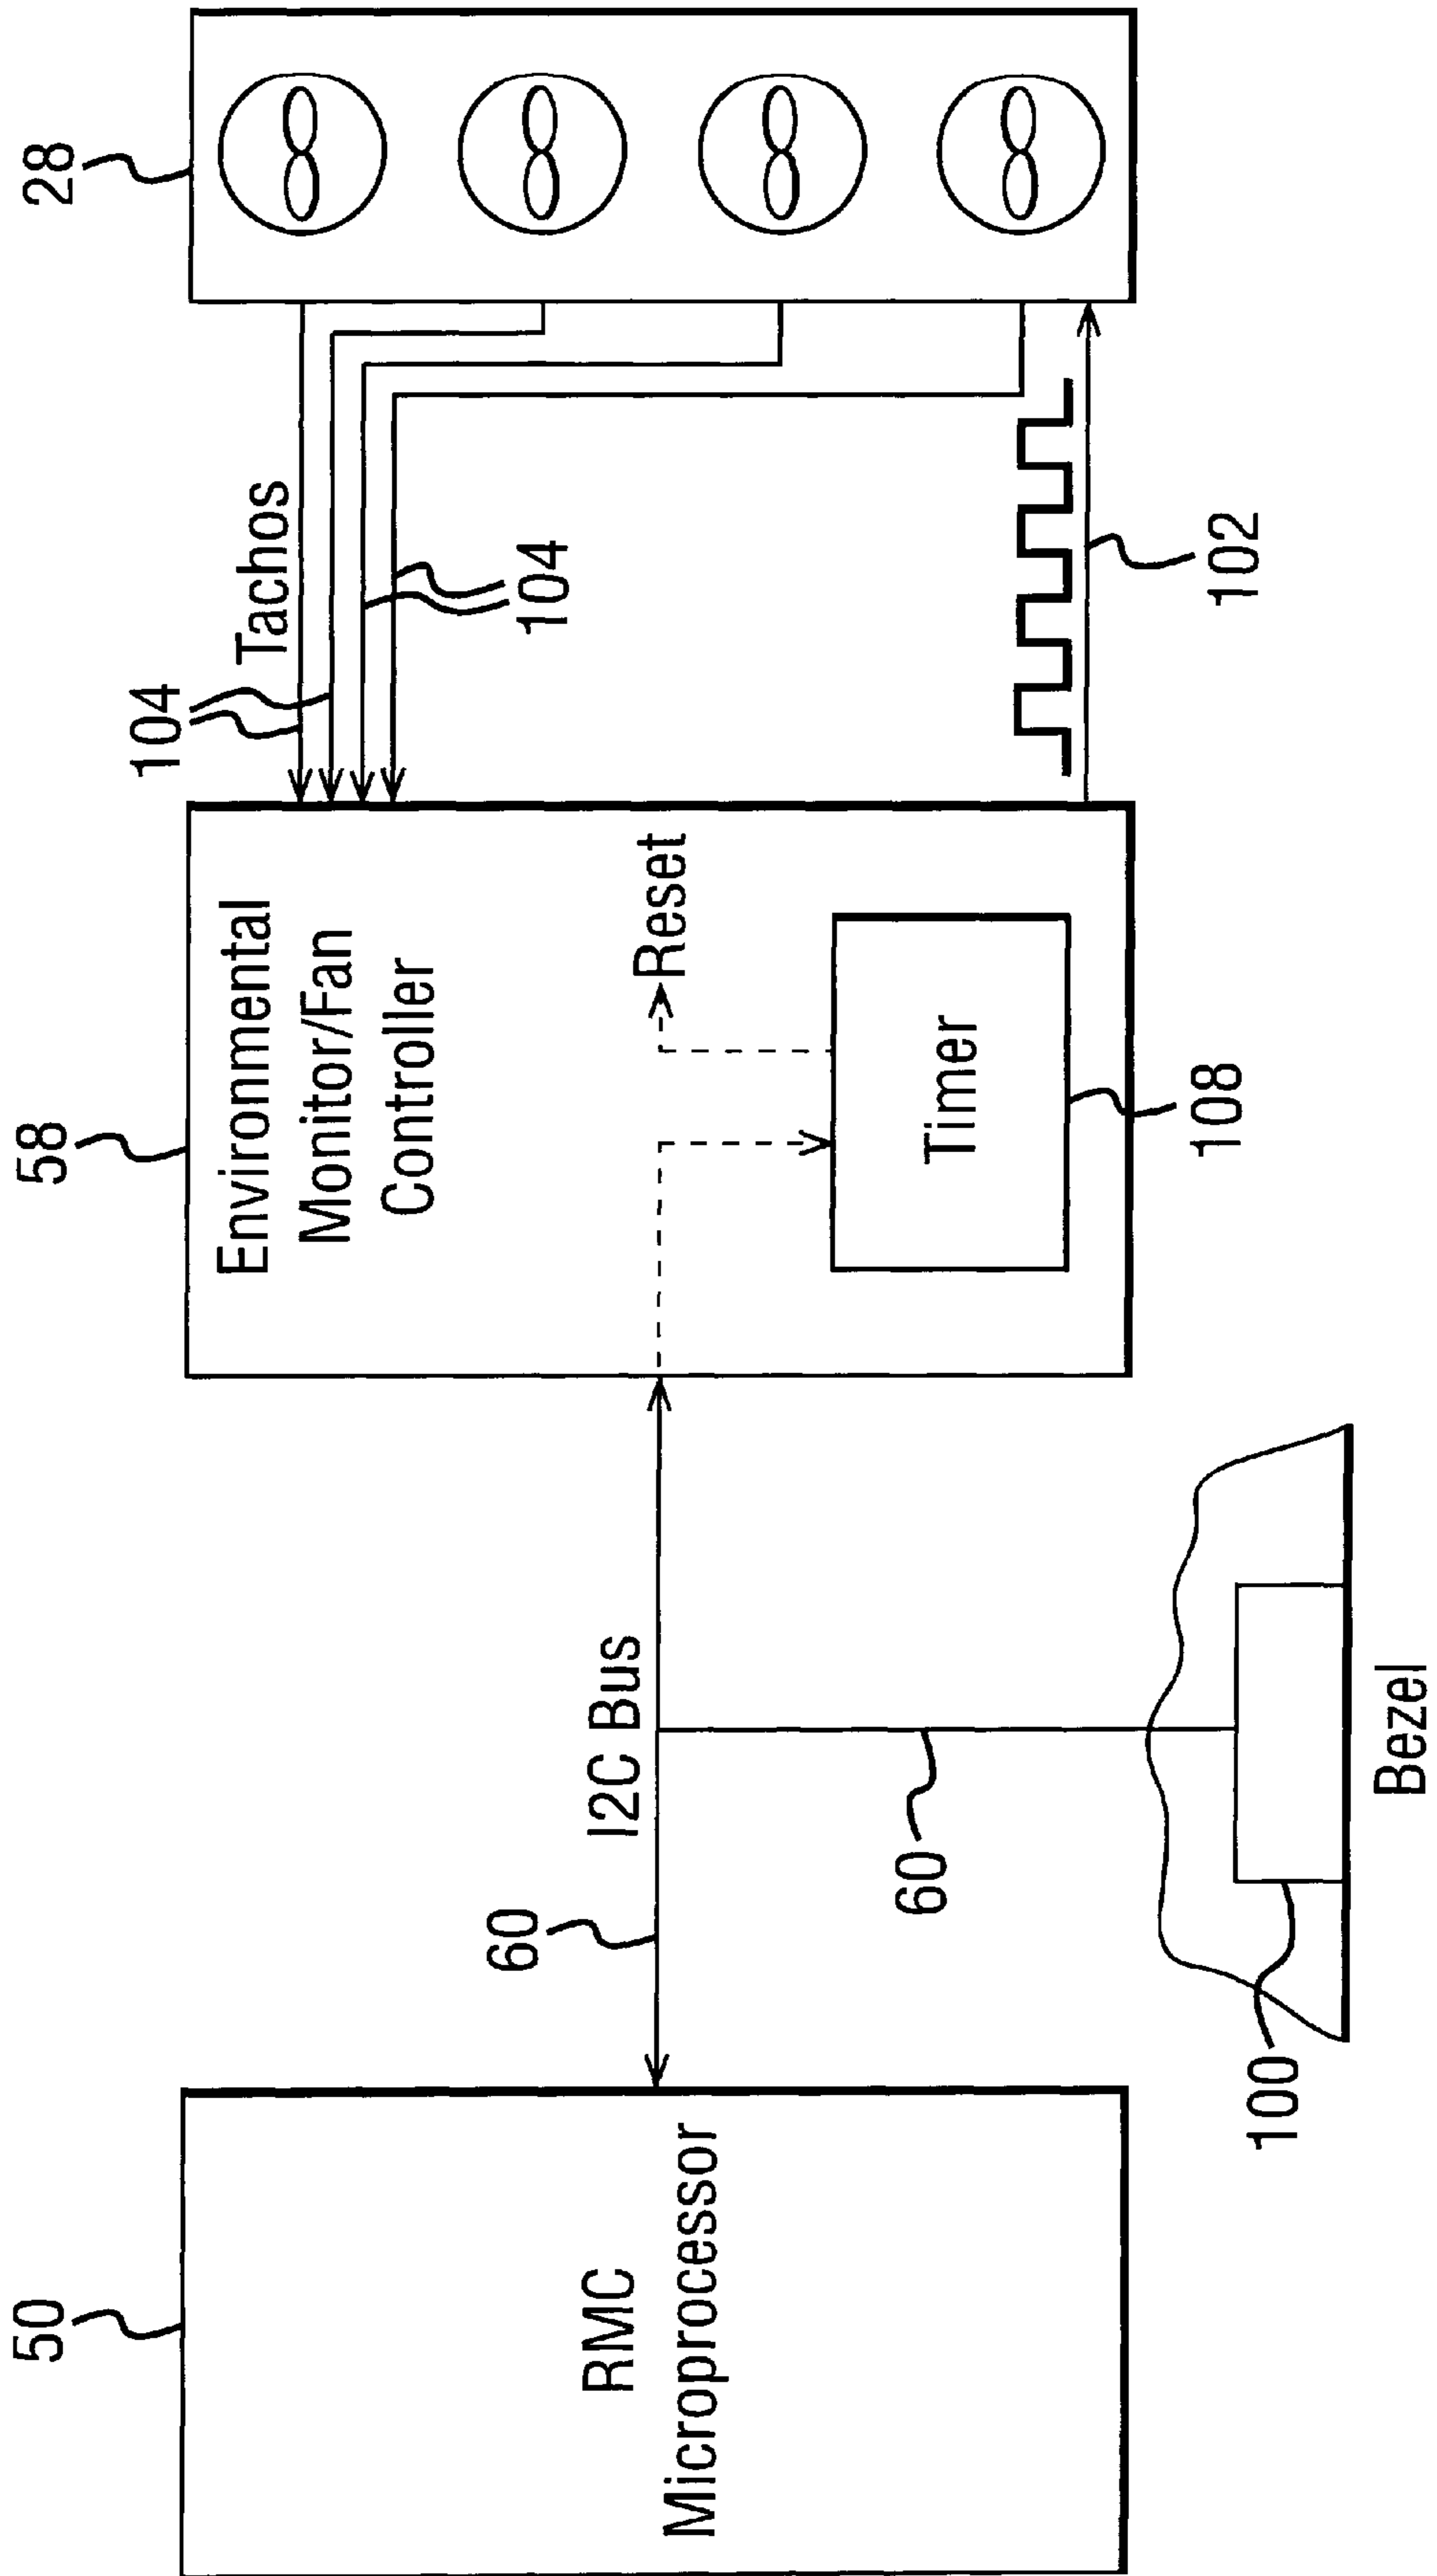 50
RMC
Microprocessor
60
I2C Bus
60
100
Bezel
58
Environmental
Monitor/Fan
Controller
Reset
Timer
108
104
Tachos
104
102
28